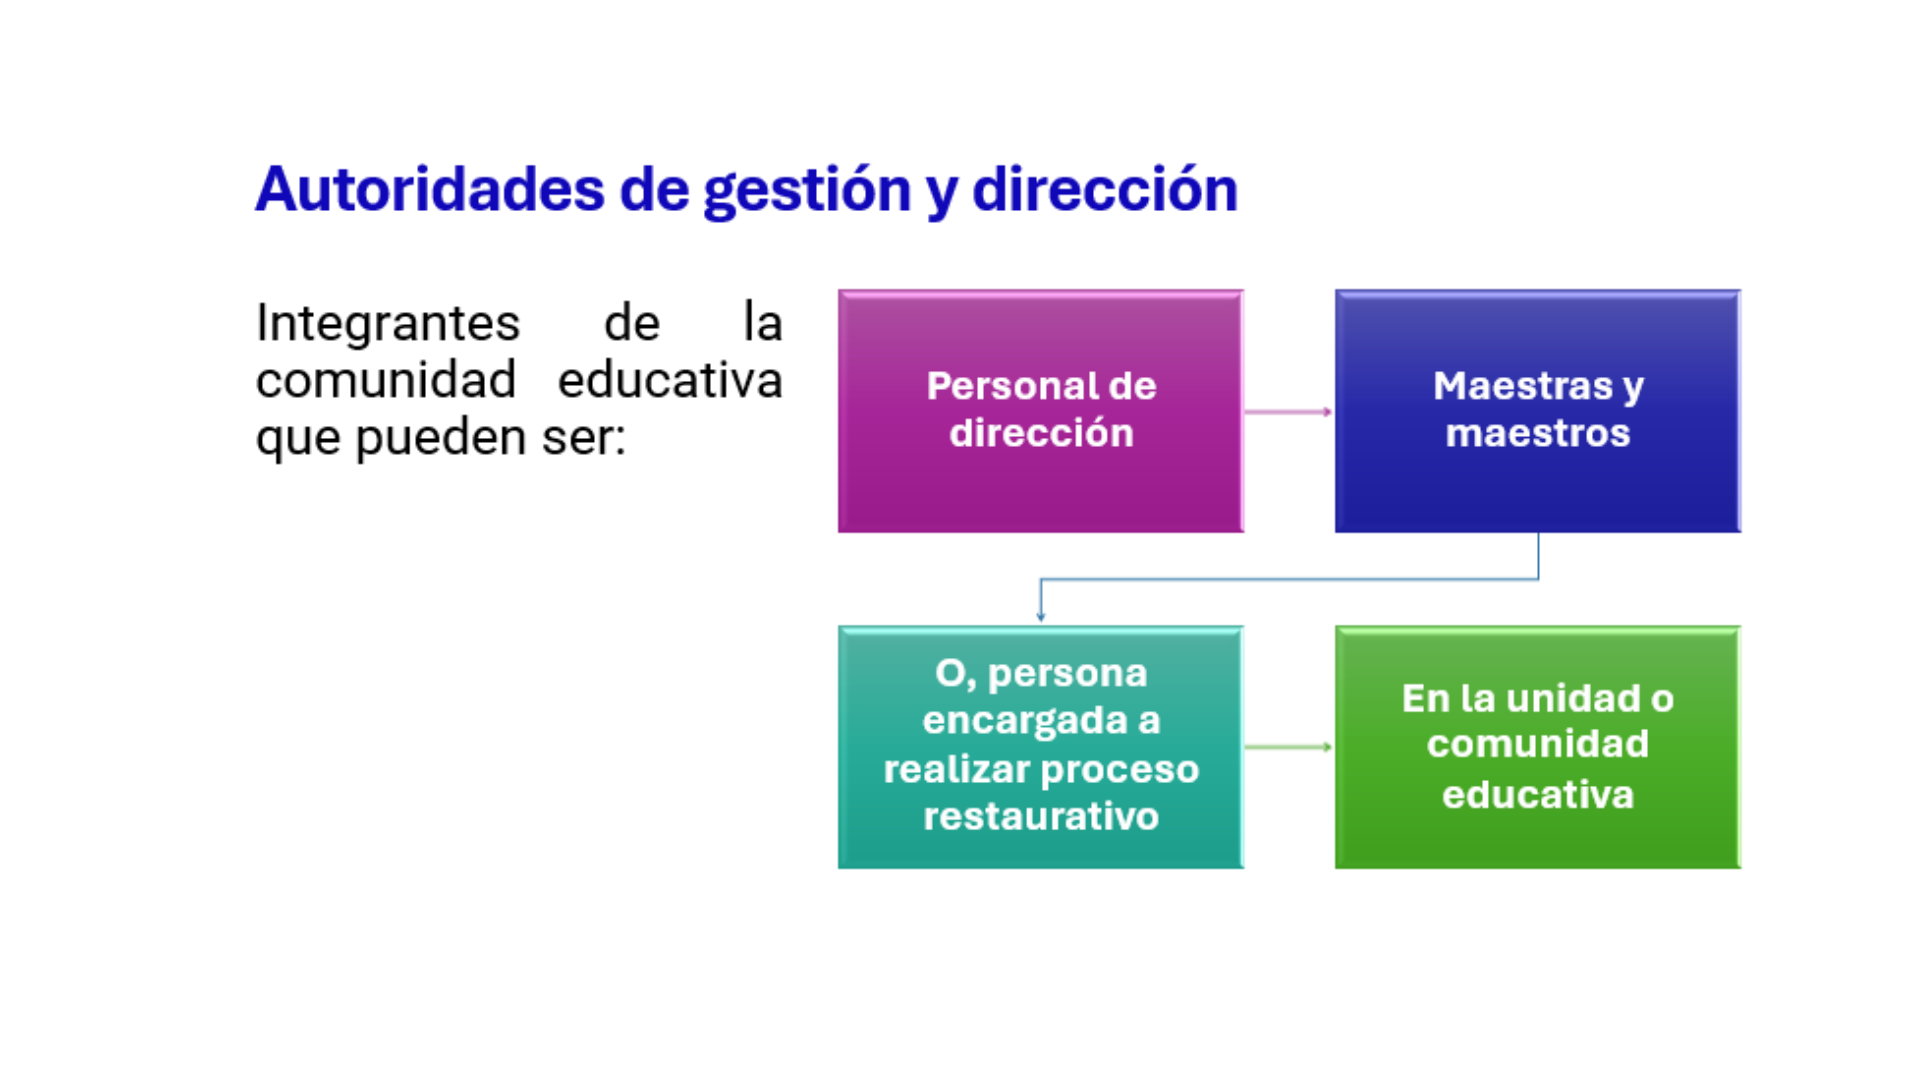 Autoridades de gestión y dirección
Integrantes de la
comunidad educativa
que pueden ser:
Personal de
dirección
Maestras y
maestros
O, persona
encargada a
realizar proceso
restaurativo
En la unidad o
comunidad
educativa